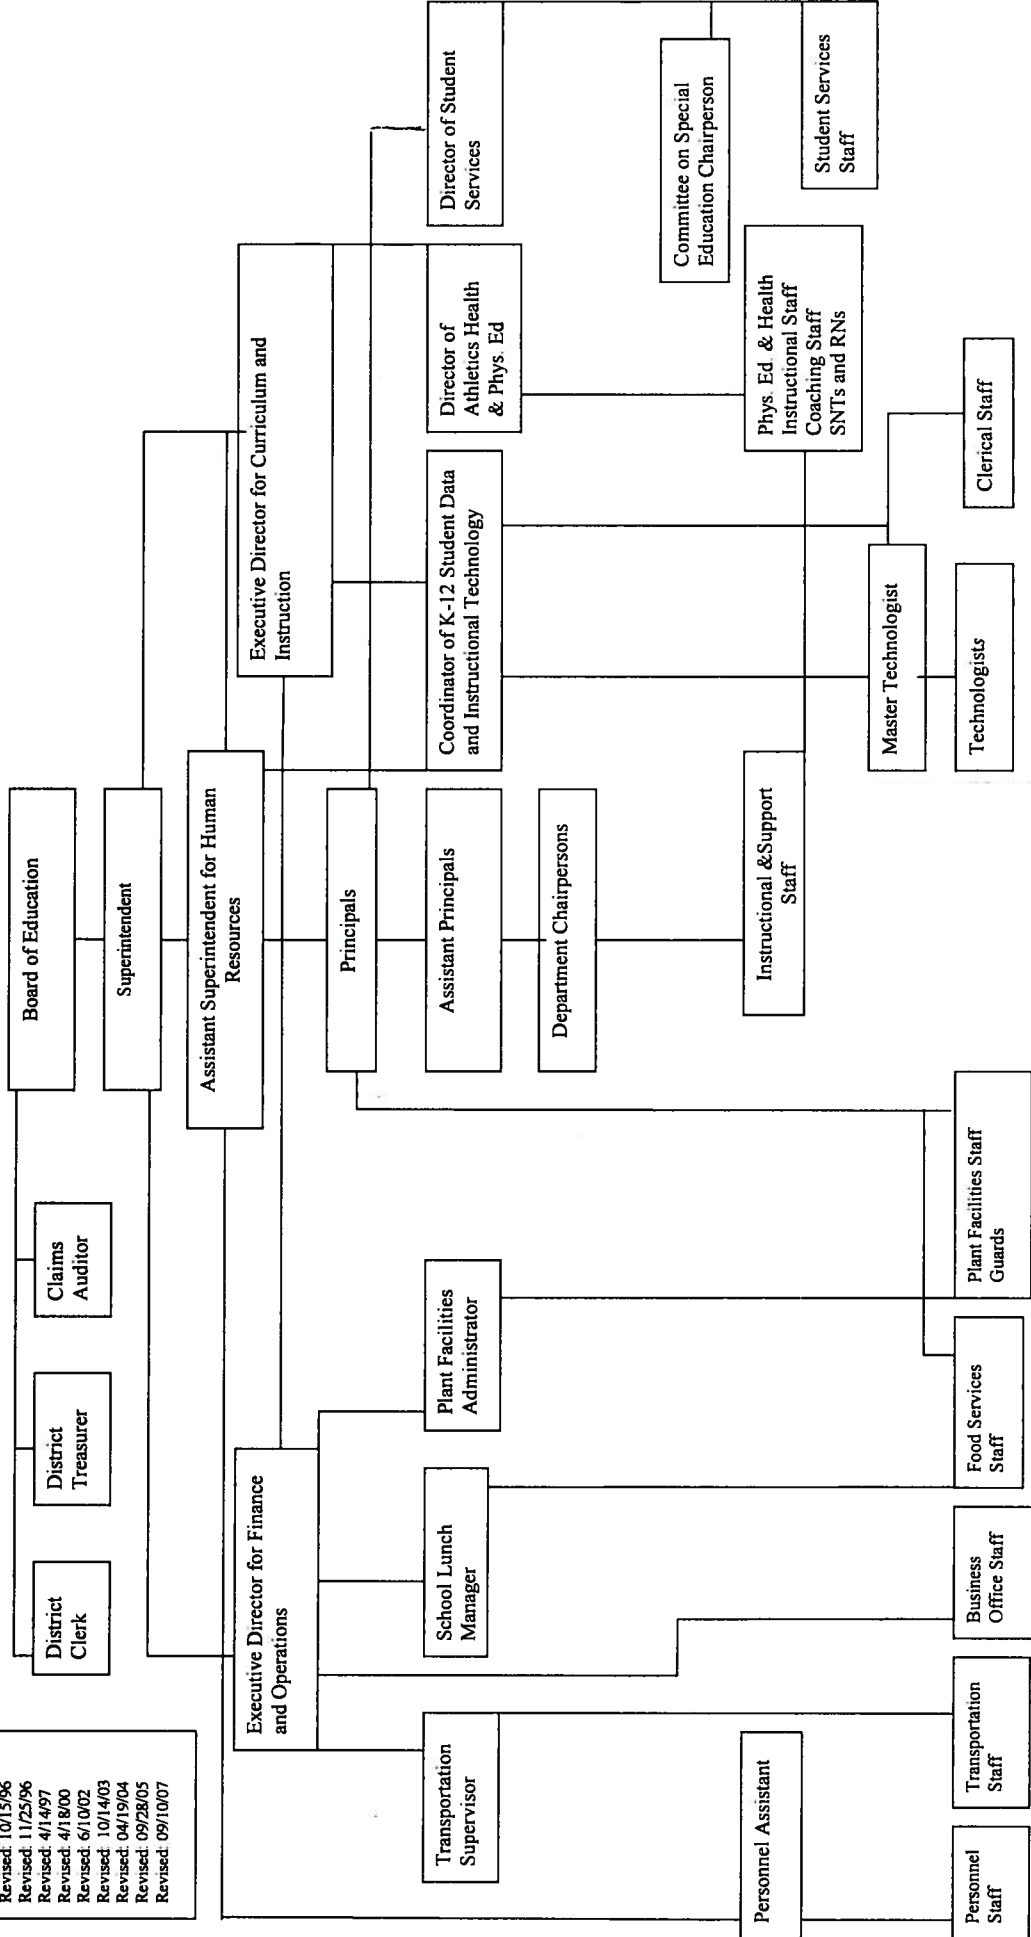 Revised: 10/15/96
Revised: 11/25/96
Revised: 4/14/97
Revised: 4/18/00
Revised: 6/10/02
Revised: 10/14/03
Revised: 04/19/04
Revised: 09/28/05
Revised: 09/10/07
Board of Education
District
Clerk
District
Treasurer
Claims
Auditor
Superintendent
Assistant Superintendent for Human
Resources
Executive Director for Finance
and Operations
Executive Director for Curriculum and
Instruction
Principals
Transportation
Supervisor
School Lunch
Manager
Plant Facilities
Administrator
Assistant Principals
Coordinator of K-12 Student Data
and Instructional Technology
Director of
Athletics Health
& Phys. Ed
Director of Student
Services
Department Chairpersons
Committee on Special
Education Chairperson
Personnel Assistant
Instructional &Support
Staff
Phys. Ed. & Health
Instructional Staff
Coaching Staff
SNTs and RNs
Student Services
Staff
Master Technologist
Personnel
Staff
Transportation
Staff
Business
Office Staff
Food Services
Staff
Plant Facilities Staff
Guards
Technologists
Clerical Staff